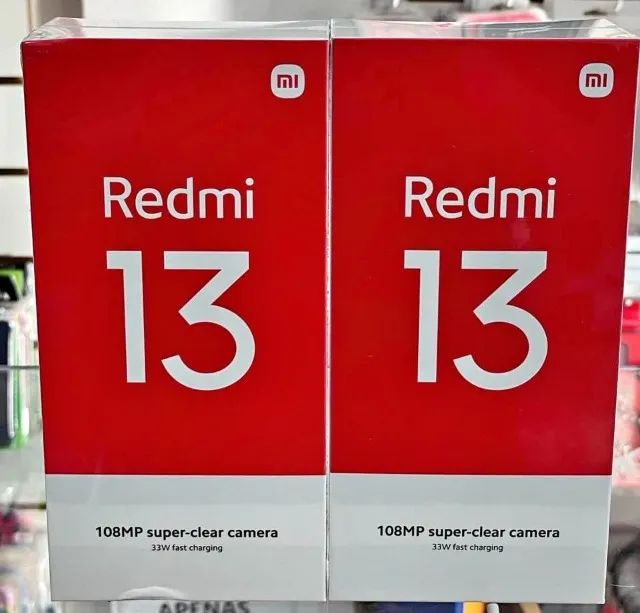 mi
Redmi
13
108MP super-clear camera
33W fast charging
mi
Redmi
13
108MP super-clear camera
33W fast charging
ARENAS